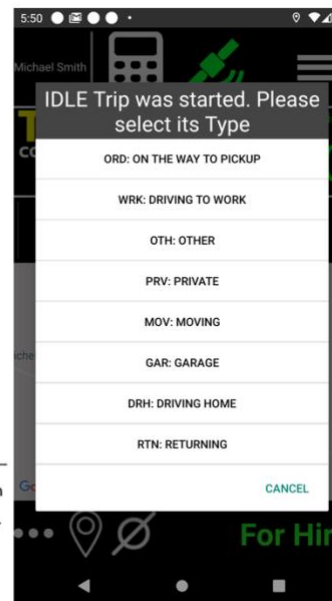 5:50
Michael Smith
IDLE Trip was started. Please
select its Type
ORD: ON THE WAY TO PICKUP
WRK: DRIVING TO WORK
OTH: OTHER
PRV: PRIVATE
MOV: MOVING
GAR: GARAGE
DRH: DRIVING HOME
RTN: RETURNING
CANCEL
For Hir